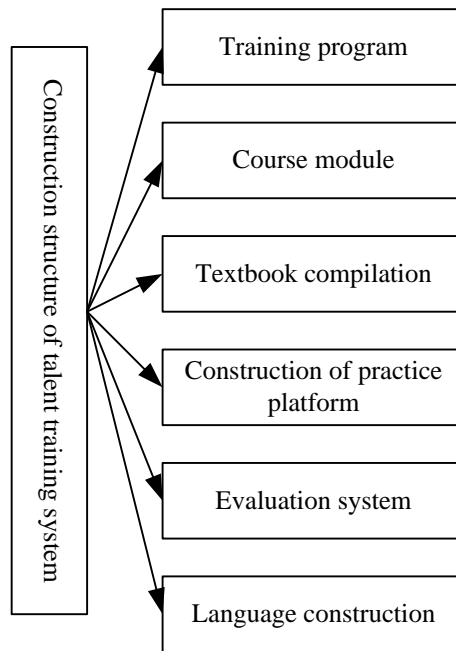 Construction structure of talent training system
Training program
Course module
Textbook compilation
Construction of practice
platform
Evaluation system
Language construction